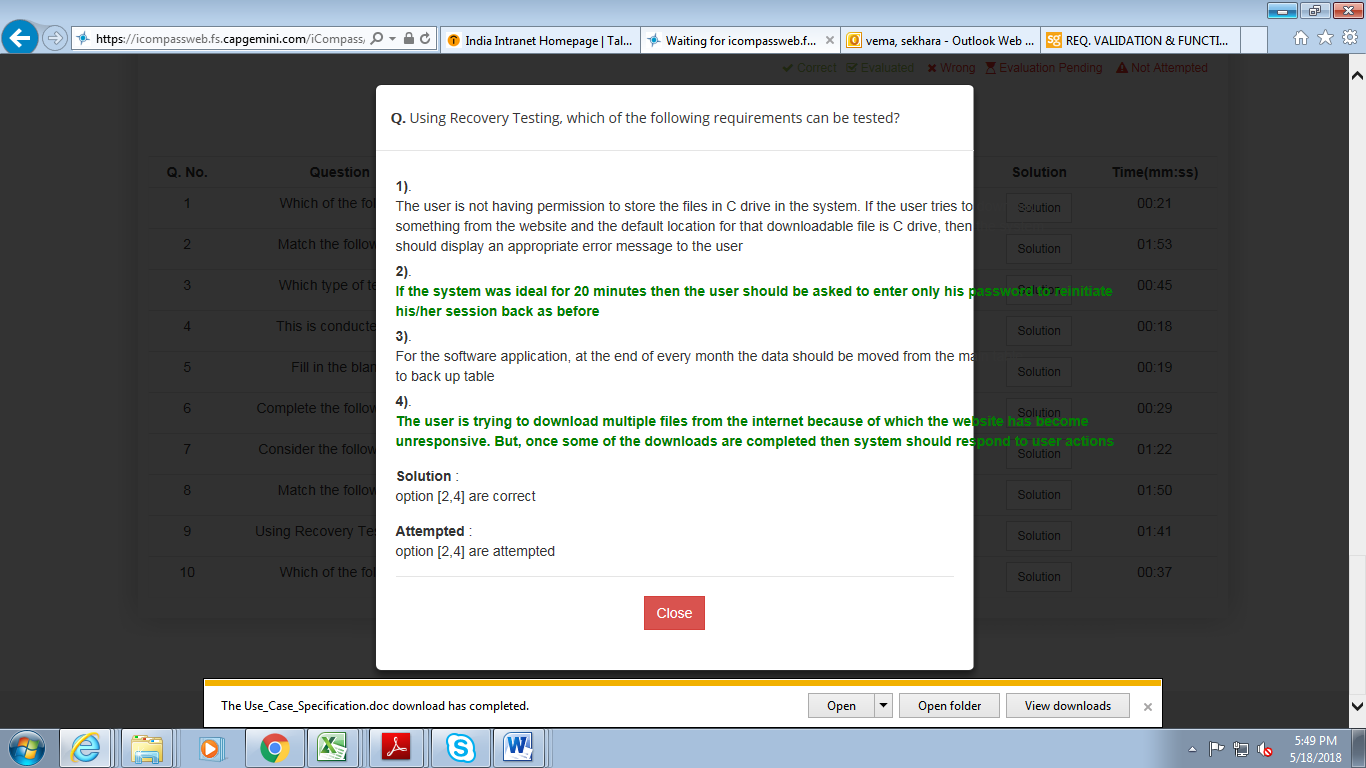 https://icompassweb.fs.capgemini.com/iCompass/
India Intranet Homepage | Tal...
Waiting for icompassweb.f...
vema, sekhara - Outlook Web ...
REQ. VALIDATION & FUNCTI...
Correct Evaluated Wrong Evaluation Pending Not Attempted
Q. Using Recovery Testing, which of the following requirements can be tested?
Q. No. Question Solution Time(mm:ss)
1 Which of the fol Solution 00:21
2 Match the follow Solution 01:53
3 Which type of te Solution 00:45
4 This is conducte Solution 00:18
5 Fill in the blan Solution 00:19
6 Complete the follow Solution 00:29
7 Consider the follow Solution 01:22
8 Match the follow Solution 01:50
9 Using Recovery Tes Solution 01:41
10 Which of the fol Solution 00:37
1).
The user is not having permission to store the files in C drive in the system. If the user tries to
something from the website and the default location for that downloadable file is C drive, then
should display an appropriate error message to the user
2).
If the system was ideal for 20 minutes then the user should be asked to enter only his password to reinitiate
his/her session back as before
3).
For the software application, at the end of every month the data should be moved from the ma
to back up table
4).
The user is trying to download multiple files from the internet because of which the website has become
unresponsive. But, once some of the downloads are completed then system should respond to user actions
Solution :
option [2,4] are correct
Attempted :
option [2,4] are attempted
Close
The Use_Case_Specification.doc download has completed.
Open Open folder View downloads
5:49 PM
5/18/2018